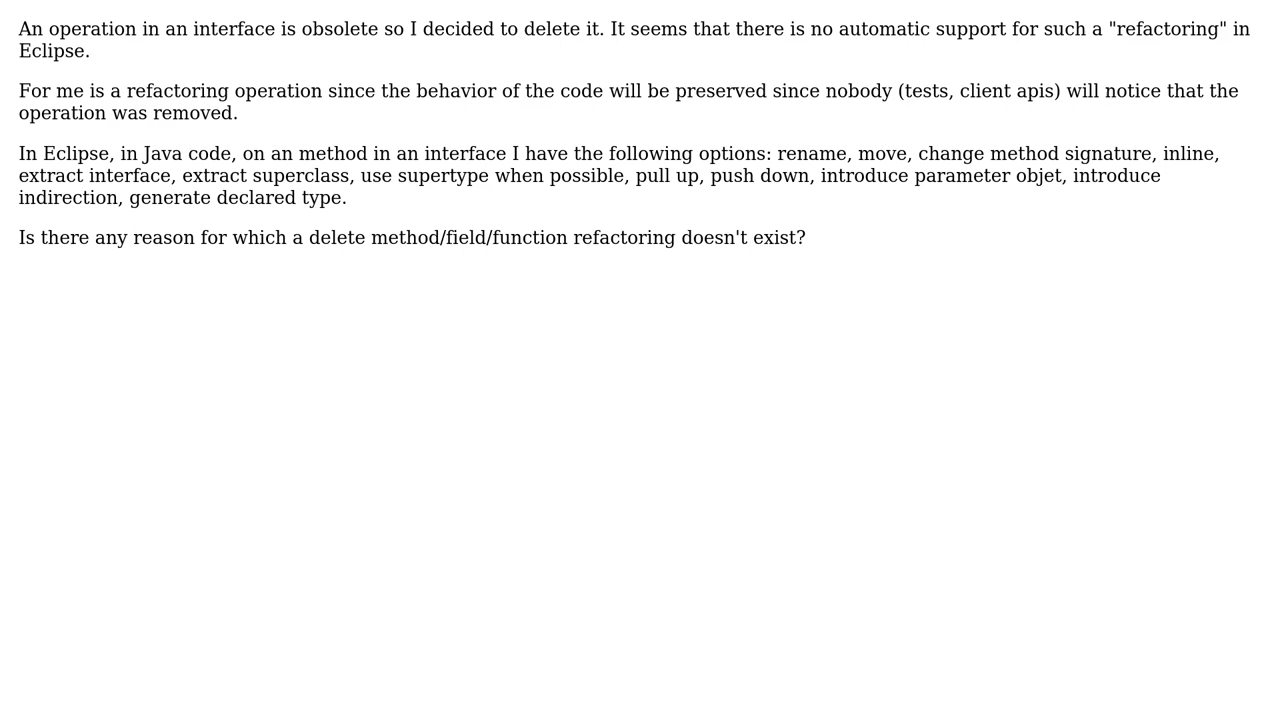 An operation in an interface is obsolete so I decided to delete it. It seems that there is no automatic support for such a "refactoring" in
Eclipse.
For me is a refactoring operation since the behavior of the code will be preserved since nobody (tests, client apis) will notice that the
operation was removed.
In Eclipse, in Java code, on an method in an interface I have the following options: rename, move, change method signature, inline,
extract interface, extract superclass, use supertype when possible, pull up, push down, introduce parameter objet, introduce
indirection, generate declared type.
Is there any reason for which a delete method/field/function refactoring doesn't exist?